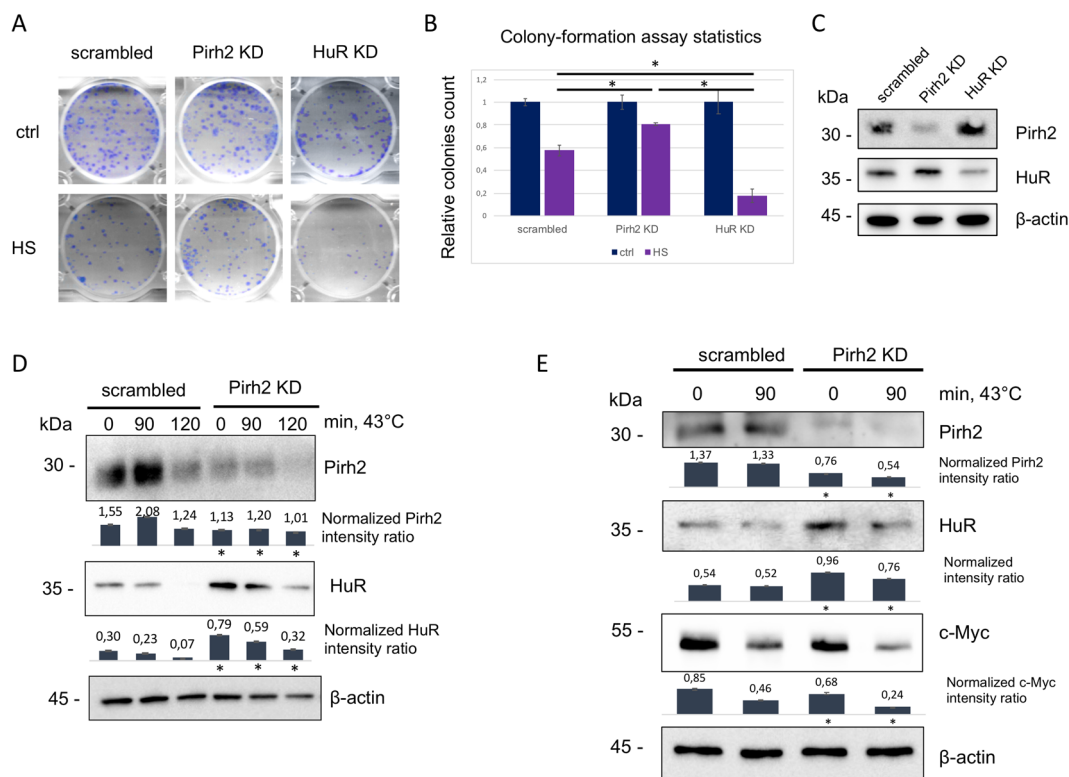 A
scrambled
Pirh2 KD
HuR KD
ctrl
HS
B
Colony-formation assay statistics
Relative colonies count
1,2
1
0,8
0,6
0,4
0,2
0
*
*
*
scrambled
Pirh2 KD
HuR KD
ctrl
HS
C
scrambled
Pirh2 KD
HuR KD
kDa
30 -
Pirh2
35 -
HuR
45 -
β-actin
D
scrambled
Pirh2 KD
kDa
0 90 120 0 90 120 min, 43°C
30 -
Pirh2
1,55 2,08 1,24 1,13 1,20 1,01
Normalized Pirh2
intensity ratio
* * *
35 -
HuR
0,30 0,23 0,07 0,79 0,59 0,32
Normalized HuR
intensity ratio
* * *
45 -
β-actin
E
scrambled
Pirh2 KD
kDa
0 90 0 90 min, 43°C
30 -
Pirh2
1,37 1,33 0,76 0,54
Normalized Pirh2
intensity ratio
* *
35 -
HuR
0,54 0,52 0,96 0,76
Normalized
intensity ratio
* *
55 -
c-Myc
0,85 0,46 0,68 0,24
Normalized c-Myc
intensity ratio
* *
45 -
β-actin